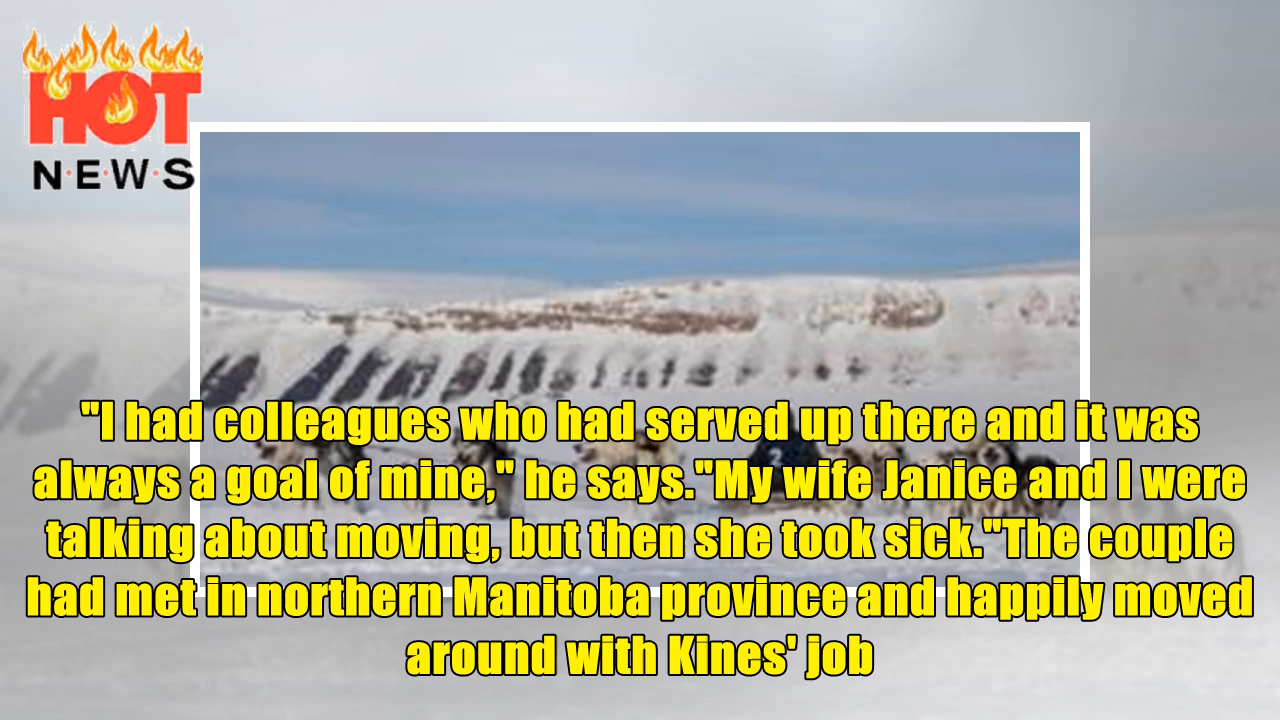 HOT
N·E·W·S
2
"I had colleagues who had served up there and it was
always a goal of mine," he says."My wife Janice and I were
talking about moving, but then she took sick."The couple
had met in northern Manitoba province and happily moved
around with Kines' job